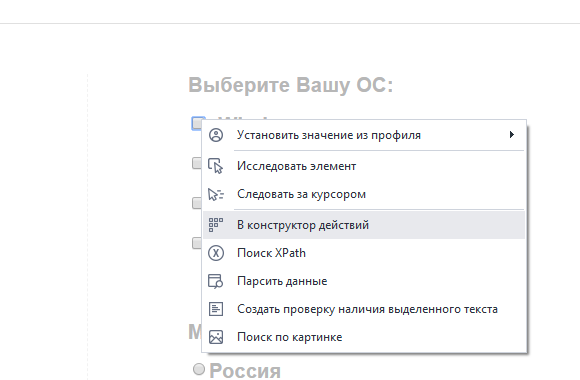 Выберите Вашу ОС:
Установить значение из профиля
Исследовать элемент
Следовать за курсором
В конструктор действий
Поиск XPath
Парсить данные
Создать проверку наличия выделенного текста
Поиск по картинке
Россия